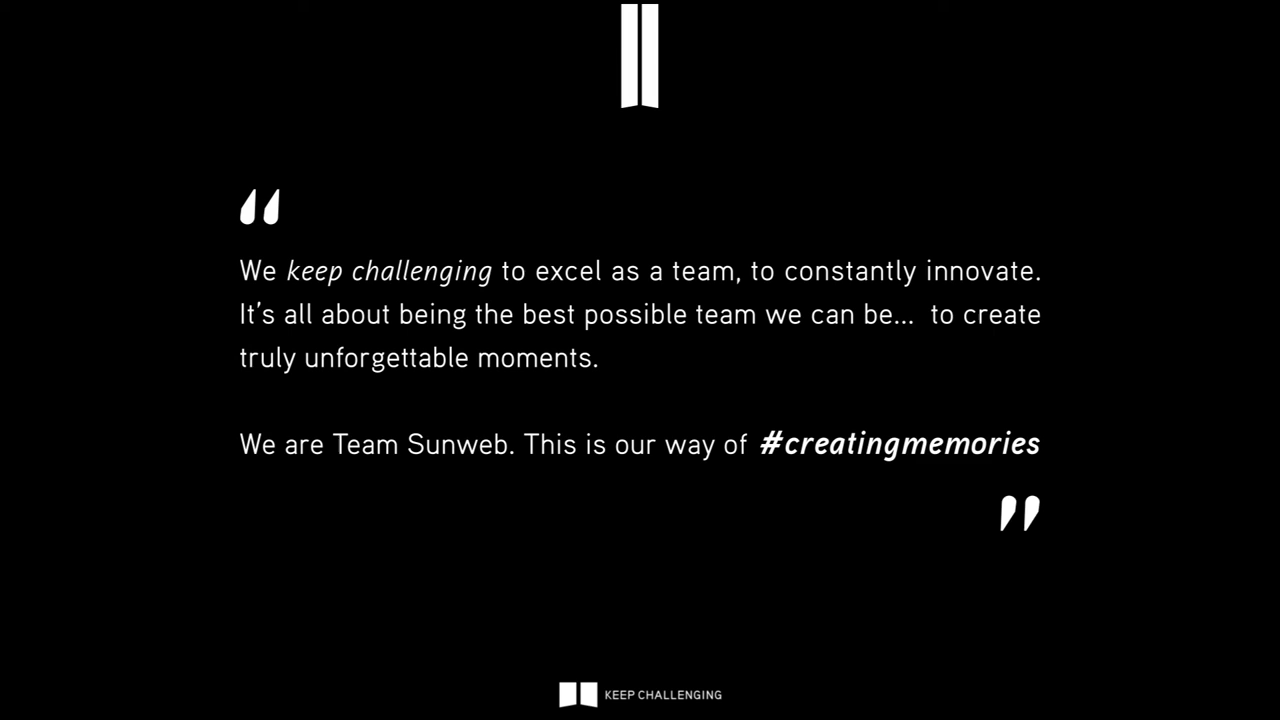 “
We keep challenging to excel as a team, to constantly innovate.
It’s all about being the best possible team we can be... to create
truly unforgettable moments.
We are Team Sunweb. This is our way of #creatingmemories
”
KEEP CHALLENGING